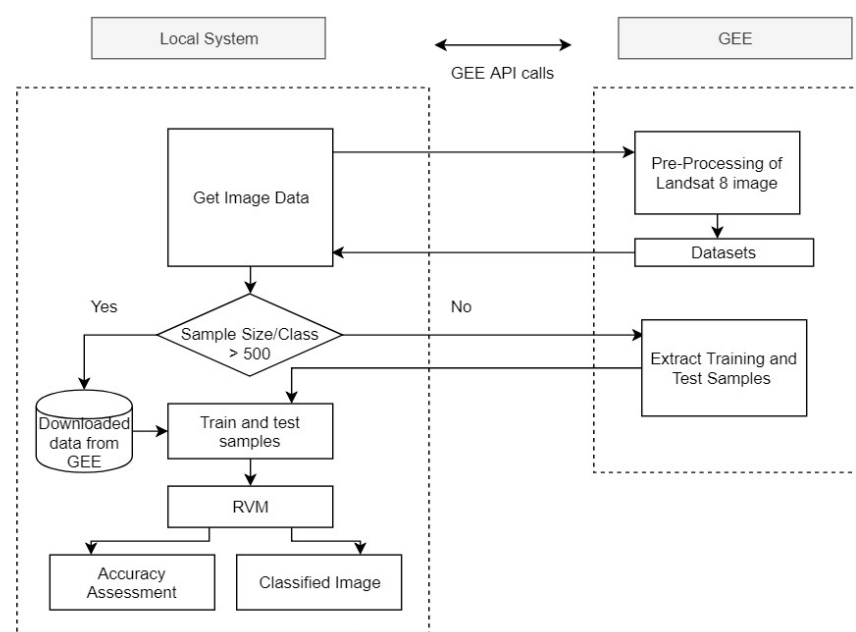 Local System
GEE
GEE API calls
Get Image Data
Pre-Processing of
Landsat 8 image
Datasets
Yes
No
Sample Size/Class
> 500
Extract Training and
Test Samples
Downloaded
data from
GEE
Train and test
samples
RVM
Accuracy
Assessment
Classified Image